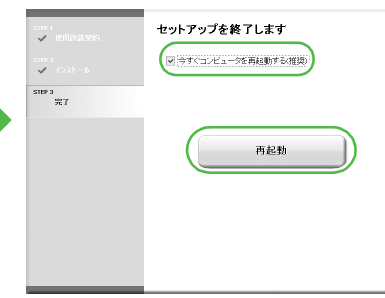 STEP 1
使用許諾契約
STEP 2
インストール
STEP 3
完了
セットアップを終了します
今すぐコンピュータを再起動する(推奨)
再起動